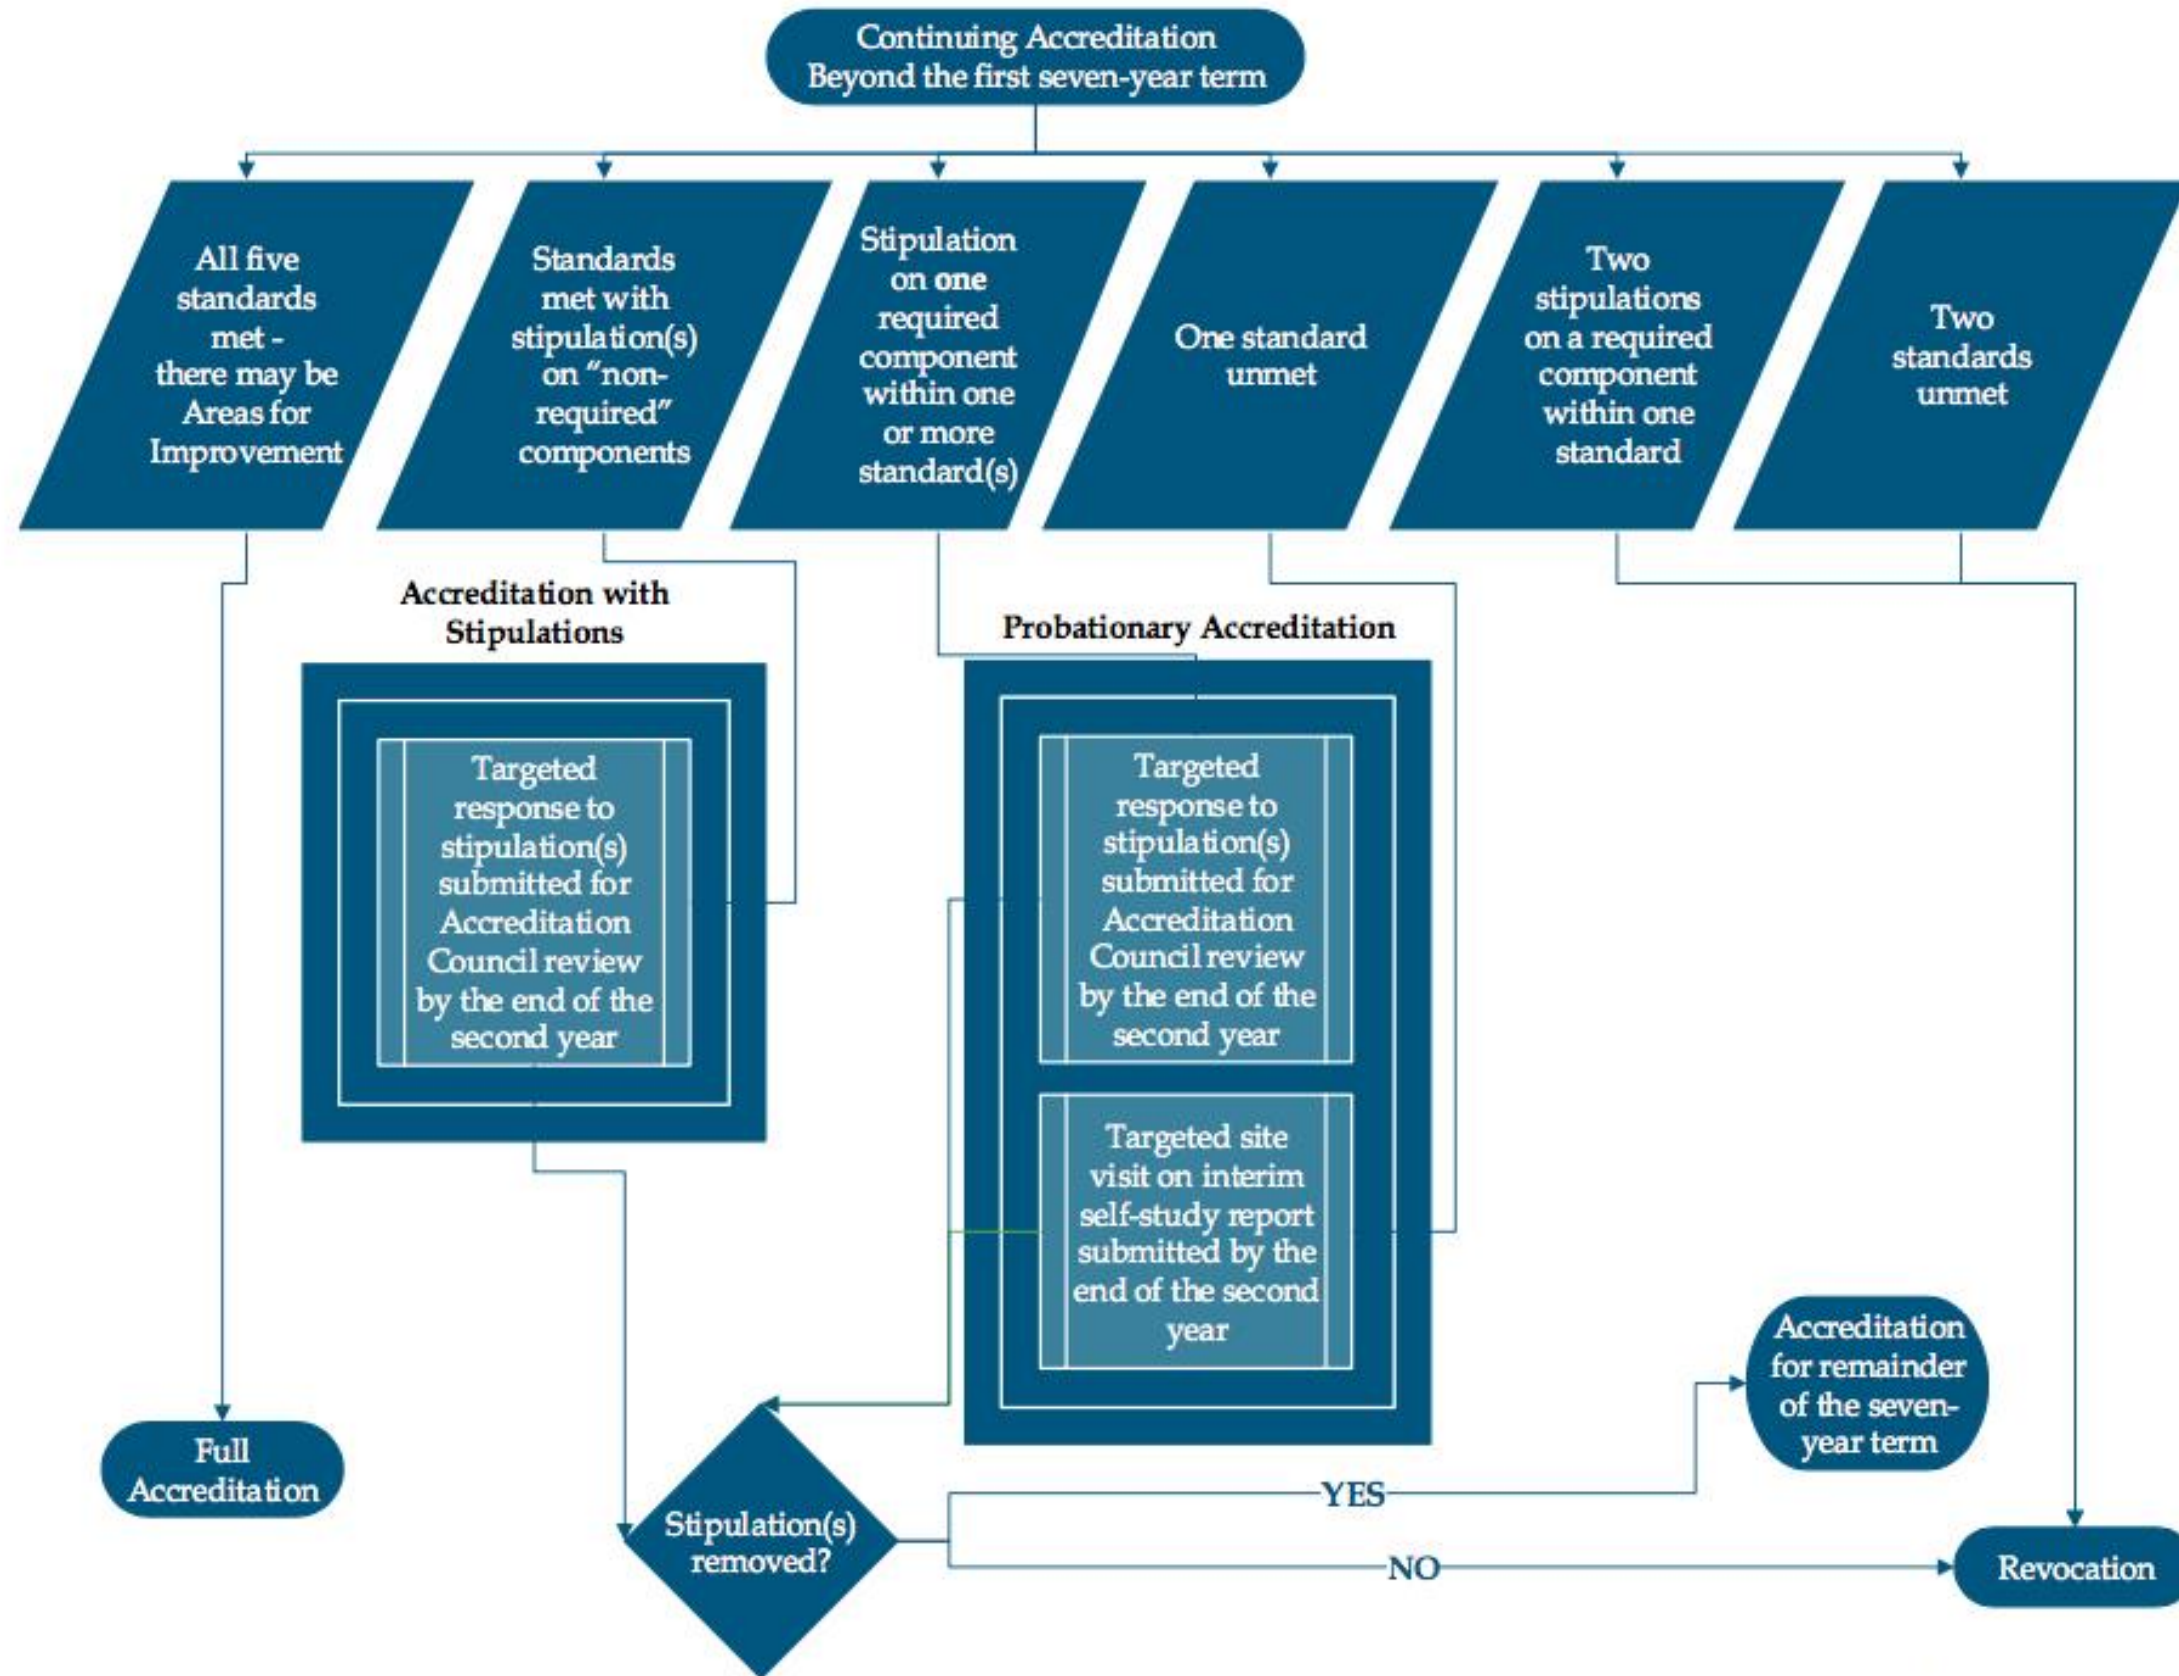 Continuing Accreditation
Beyond the first seven-year term
All five
standards
met -
there may be
Areas for
Improvement
Standards
met with
stipulation(s)
on "non-
required"
components
Stipulation
on one
required
component
within one
or more
standard(s)
One standard
unmet
Two
stipulations
on a required
component
within one
standard
Two
standards
unmet
Accreditation with
Stipulations
Targeted
response to
stipulation(s)
submitted for
Accreditation
Council review
by the end of the
second year
Probationary Accreditation
Targeted
response to
stipulation(s)
submitted for
Accreditation
Council review
by the end of the
second year
Targeted site
visit on interim
self-study report
submitted by the
end of the second
year
Full
Accreditation
Stipulation(s)
removed?
YES
NO
Accreditation
for remainder
of the seven-
year term
Revocation